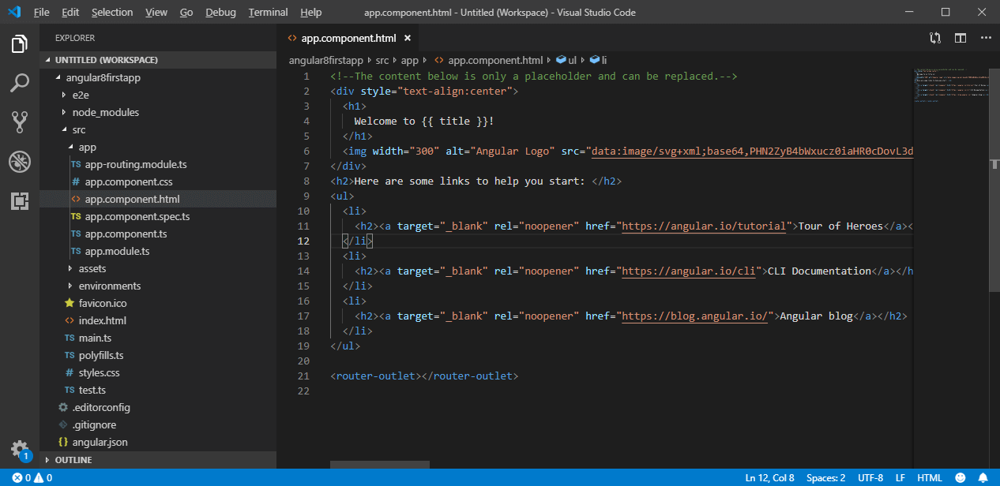 File Edit Selection View Go Debug Terminal Help app.component.html - Untitled (Workspace) - Visual Studio Code
EXPLORER
UNTITLED (WORKSPACE)
angular8firstapp
e2e
node_modules
src
app
TS app-routing.module.ts
# app.component.css
<> app.component.html
TS app.component.spec.ts
TS app.component.ts
TS app.module.ts
assets
environments
favicon.ico
<> index.html
TS main.ts
TS polyfills.ts
# styles.css
TS test.ts
.editorconfig
.gitignore
{} angular.json
OUTLINE
1
<> app.component.html ×
angular8firstapp src app <> app.component.html ul li
1 <!--The content below is only a placeholder and can be replaced.-->
2 <div style="text-align:center">
3 <h1>
4 Welcome to {{ title }}!
5 </h1>
6 <img width="300" alt="Angular Logo" src="data:image/svg+xml;base64,PHN2ZyB4bWxucz0iaHR0cDovL3d
7 </div>
8 <h2>Here are some links to help you start: </h2>
9 <ul>
10 <li>
11 <h2><a target="_blank" rel="noopener" href="https://angular.io/tutorial">Tour of Heroes</a><
12 </li>
13 <li>
14 <h2><a target="_blank" rel="noopener" href="https://angular.io/cli">CLI Documentation</a></h
15 </li>
16 <li>
17 <h2><a target="_blank" rel="noopener" href="https://blog.angular.io/">Angular blog</a></h2>
18 </li>
19 </ul>
20
21 <router-outlet></router-outlet>
22
0 0 Ln 12, Col 8 Spaces: 2 UTF-8 LF HTML